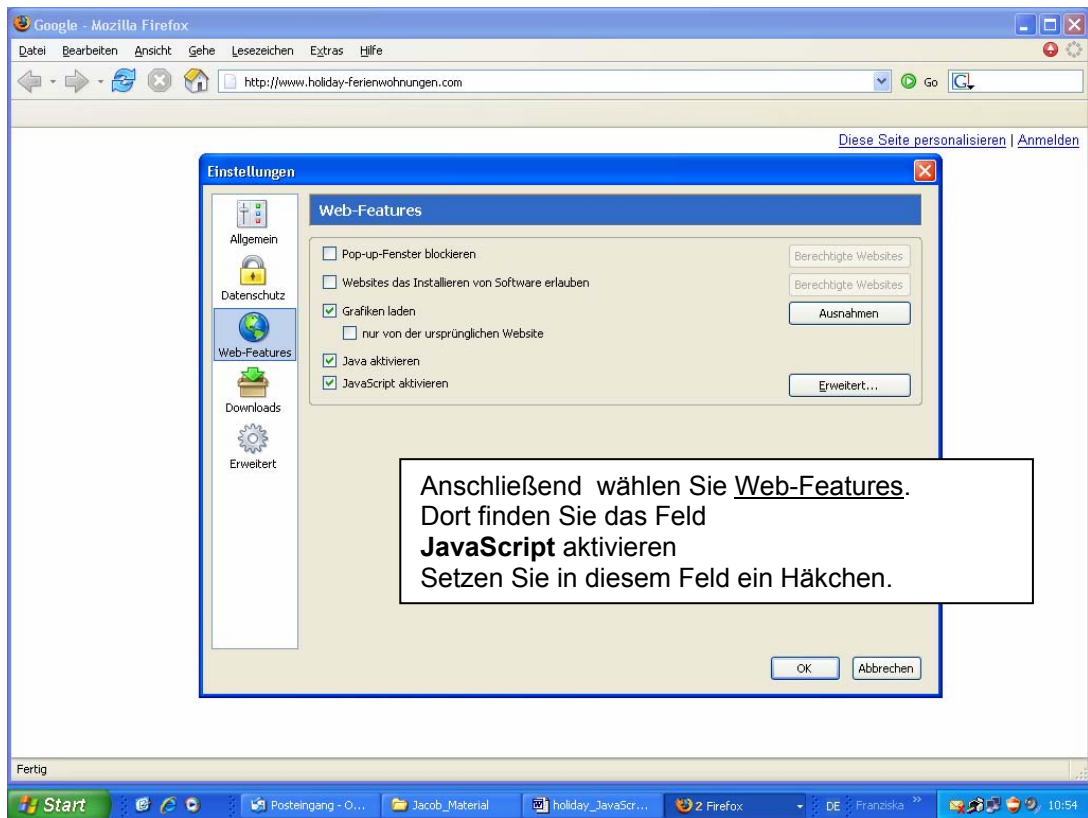 Google - Mozilla Firefox
Datei Bearbeiten Ansicht Gehe Lesezeichen Extras Hilfe
http://www.holiday-ferienwohnungen.com
Go
G
Diese Seite personalisieren | Anmelden
Einstellungen
Allgemein
Datenschutz
Web-Features
Downloads
Erweitert
Web-Features
Pop-up-Fenster blockieren
Berechtigte Websites
Websites das Installieren von Software erlauben
Berechtigte Websites
Grafiken laden
Ausnahmen
nur von der ursprünglichen Website
Java aktivieren
JavaScript aktivieren
Erweitert...
Anschließend wählen Sie Web-Features.
Dort finden Sie das Feld
JavaScript aktivieren
Setzen Sie in diesem Feld ein Häkchen.
OK Abbrechen
Fertig
Start Posteingang - O... Jacob_Material holiday_JavaScr... 2 Firefox DE Franziska » 10:54